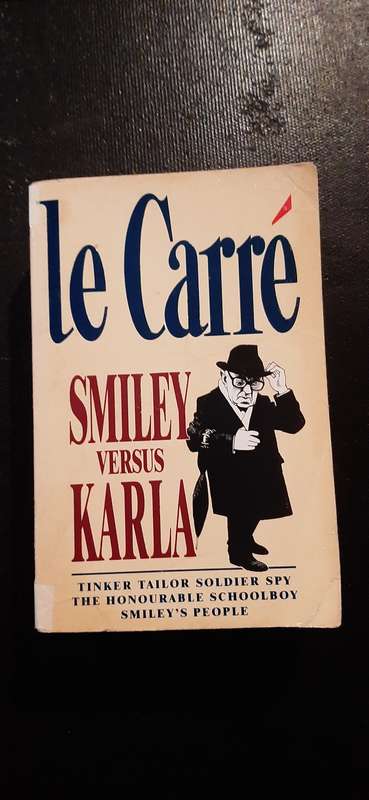 le Carré
SMILEY
VERSUS
KARLA
TINKER TAILOR SOLDIER SPY
THE HONOURABLE SCHOOLBOY
SMILEY'S PEOPLE